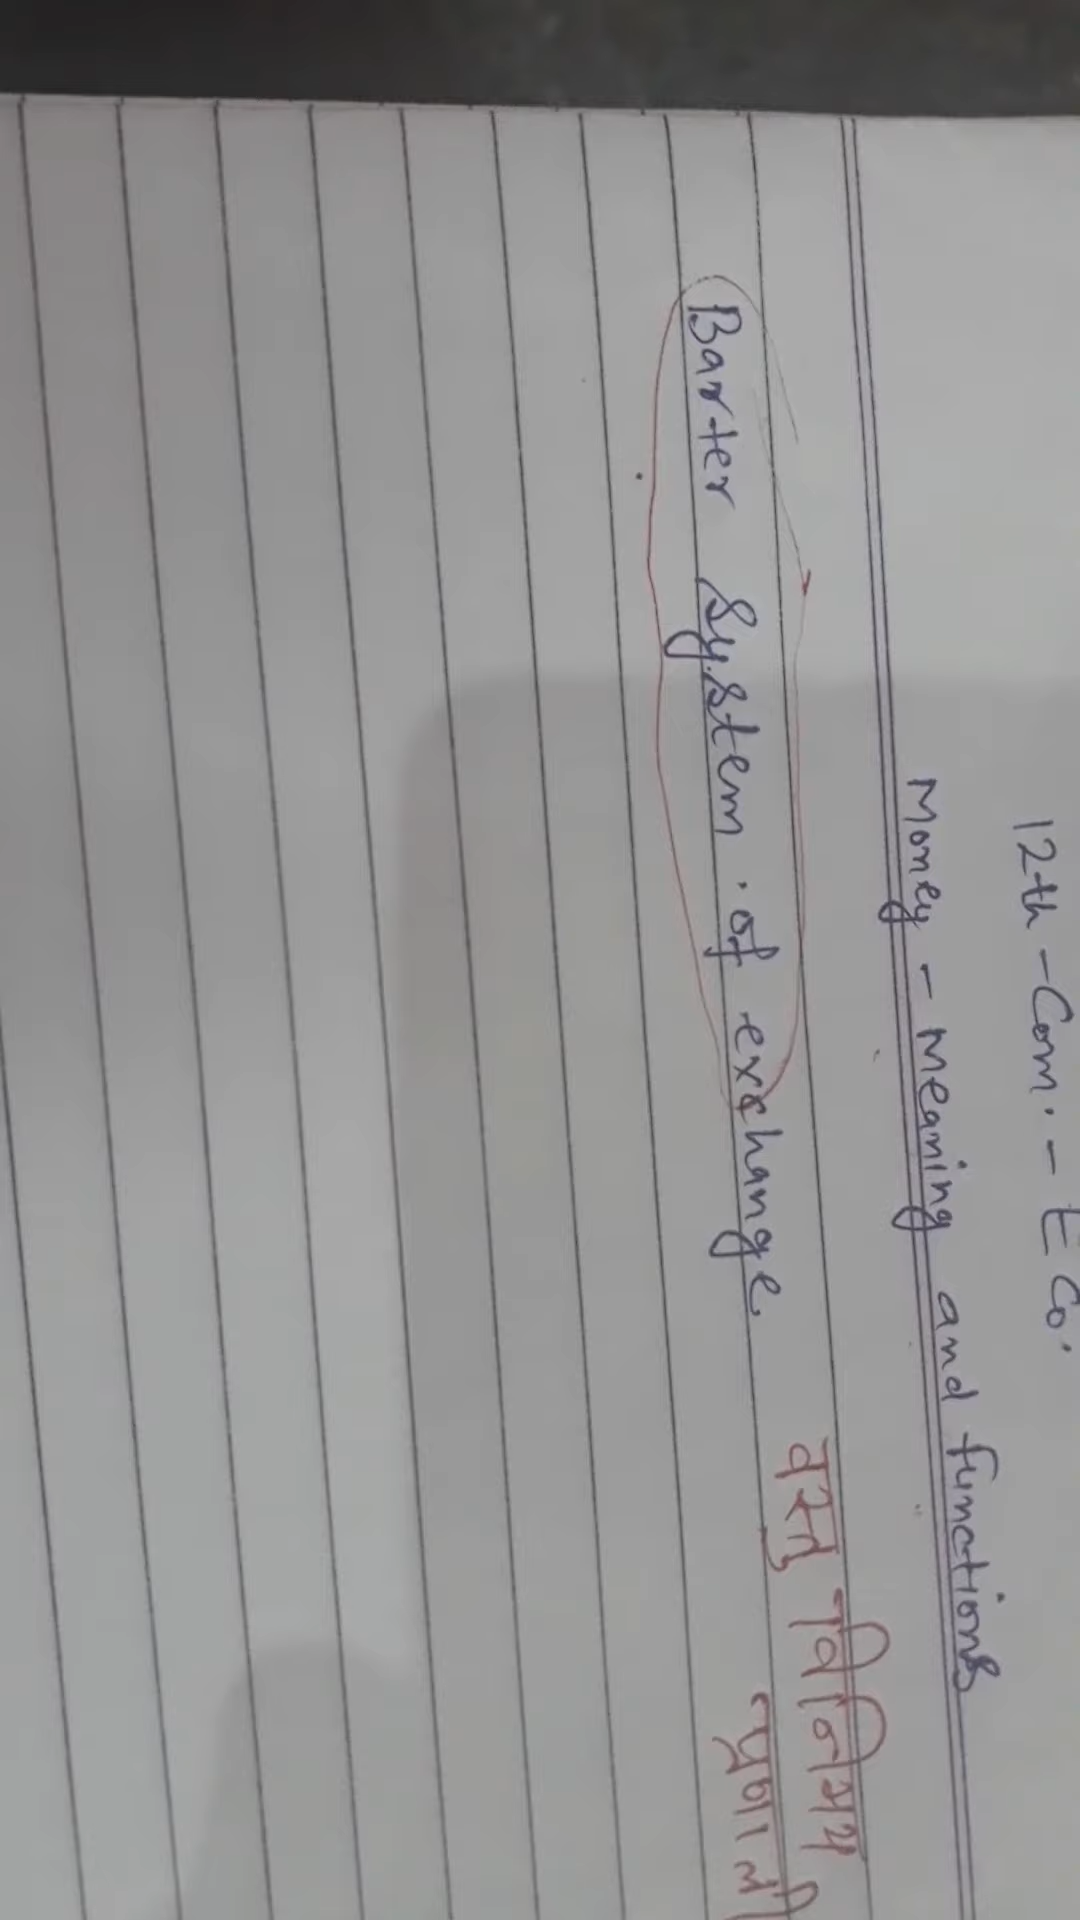 12th - Com. - Eco.
Money - Meaning and functions
Barter System of exchange वस्तु विनिमय
प्रणाली